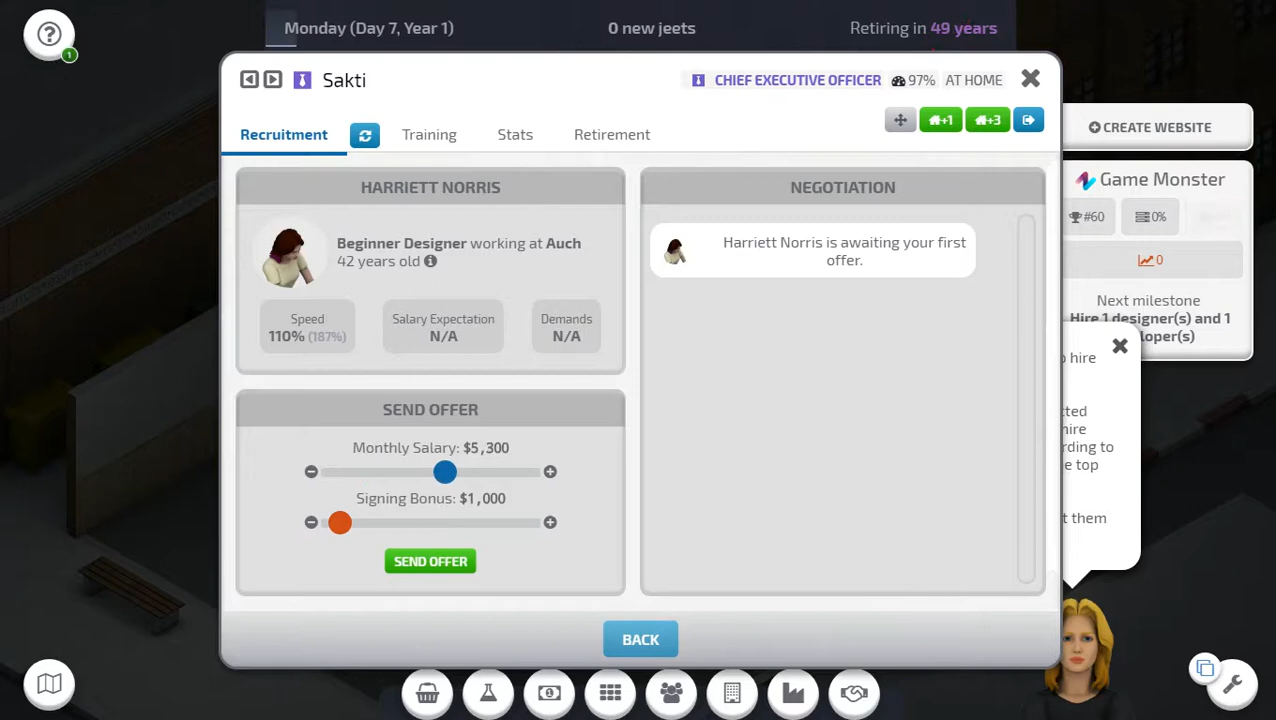 Monday (Day 7, Year 1)
0 new jeets
Retiring in 49 years
?
1
Sakti
CHIEF EXECUTIVE OFFICER
97%
AT HOME
+1
+3
Recruitment
Training
Stats
Retirement
HARRIETT NORRIS
Beginner Designer working at Auch
42 years old
Speed
110% (187%)
Salary Expectation
N/A
Demands
N/A
SEND OFFER
Monthly Salary: $5,300
Signing Bonus: $1,000
SEND OFFER
NEGOTIATION
Harriett Norris is awaiting your first
offer.
BACK
CREATE WEBSITE
Game Monster
#60
0%
0
Next milestone
Hire 1 designer(s) and 1
loper(s)
o hire
cted
hire
rding to
e top
t them